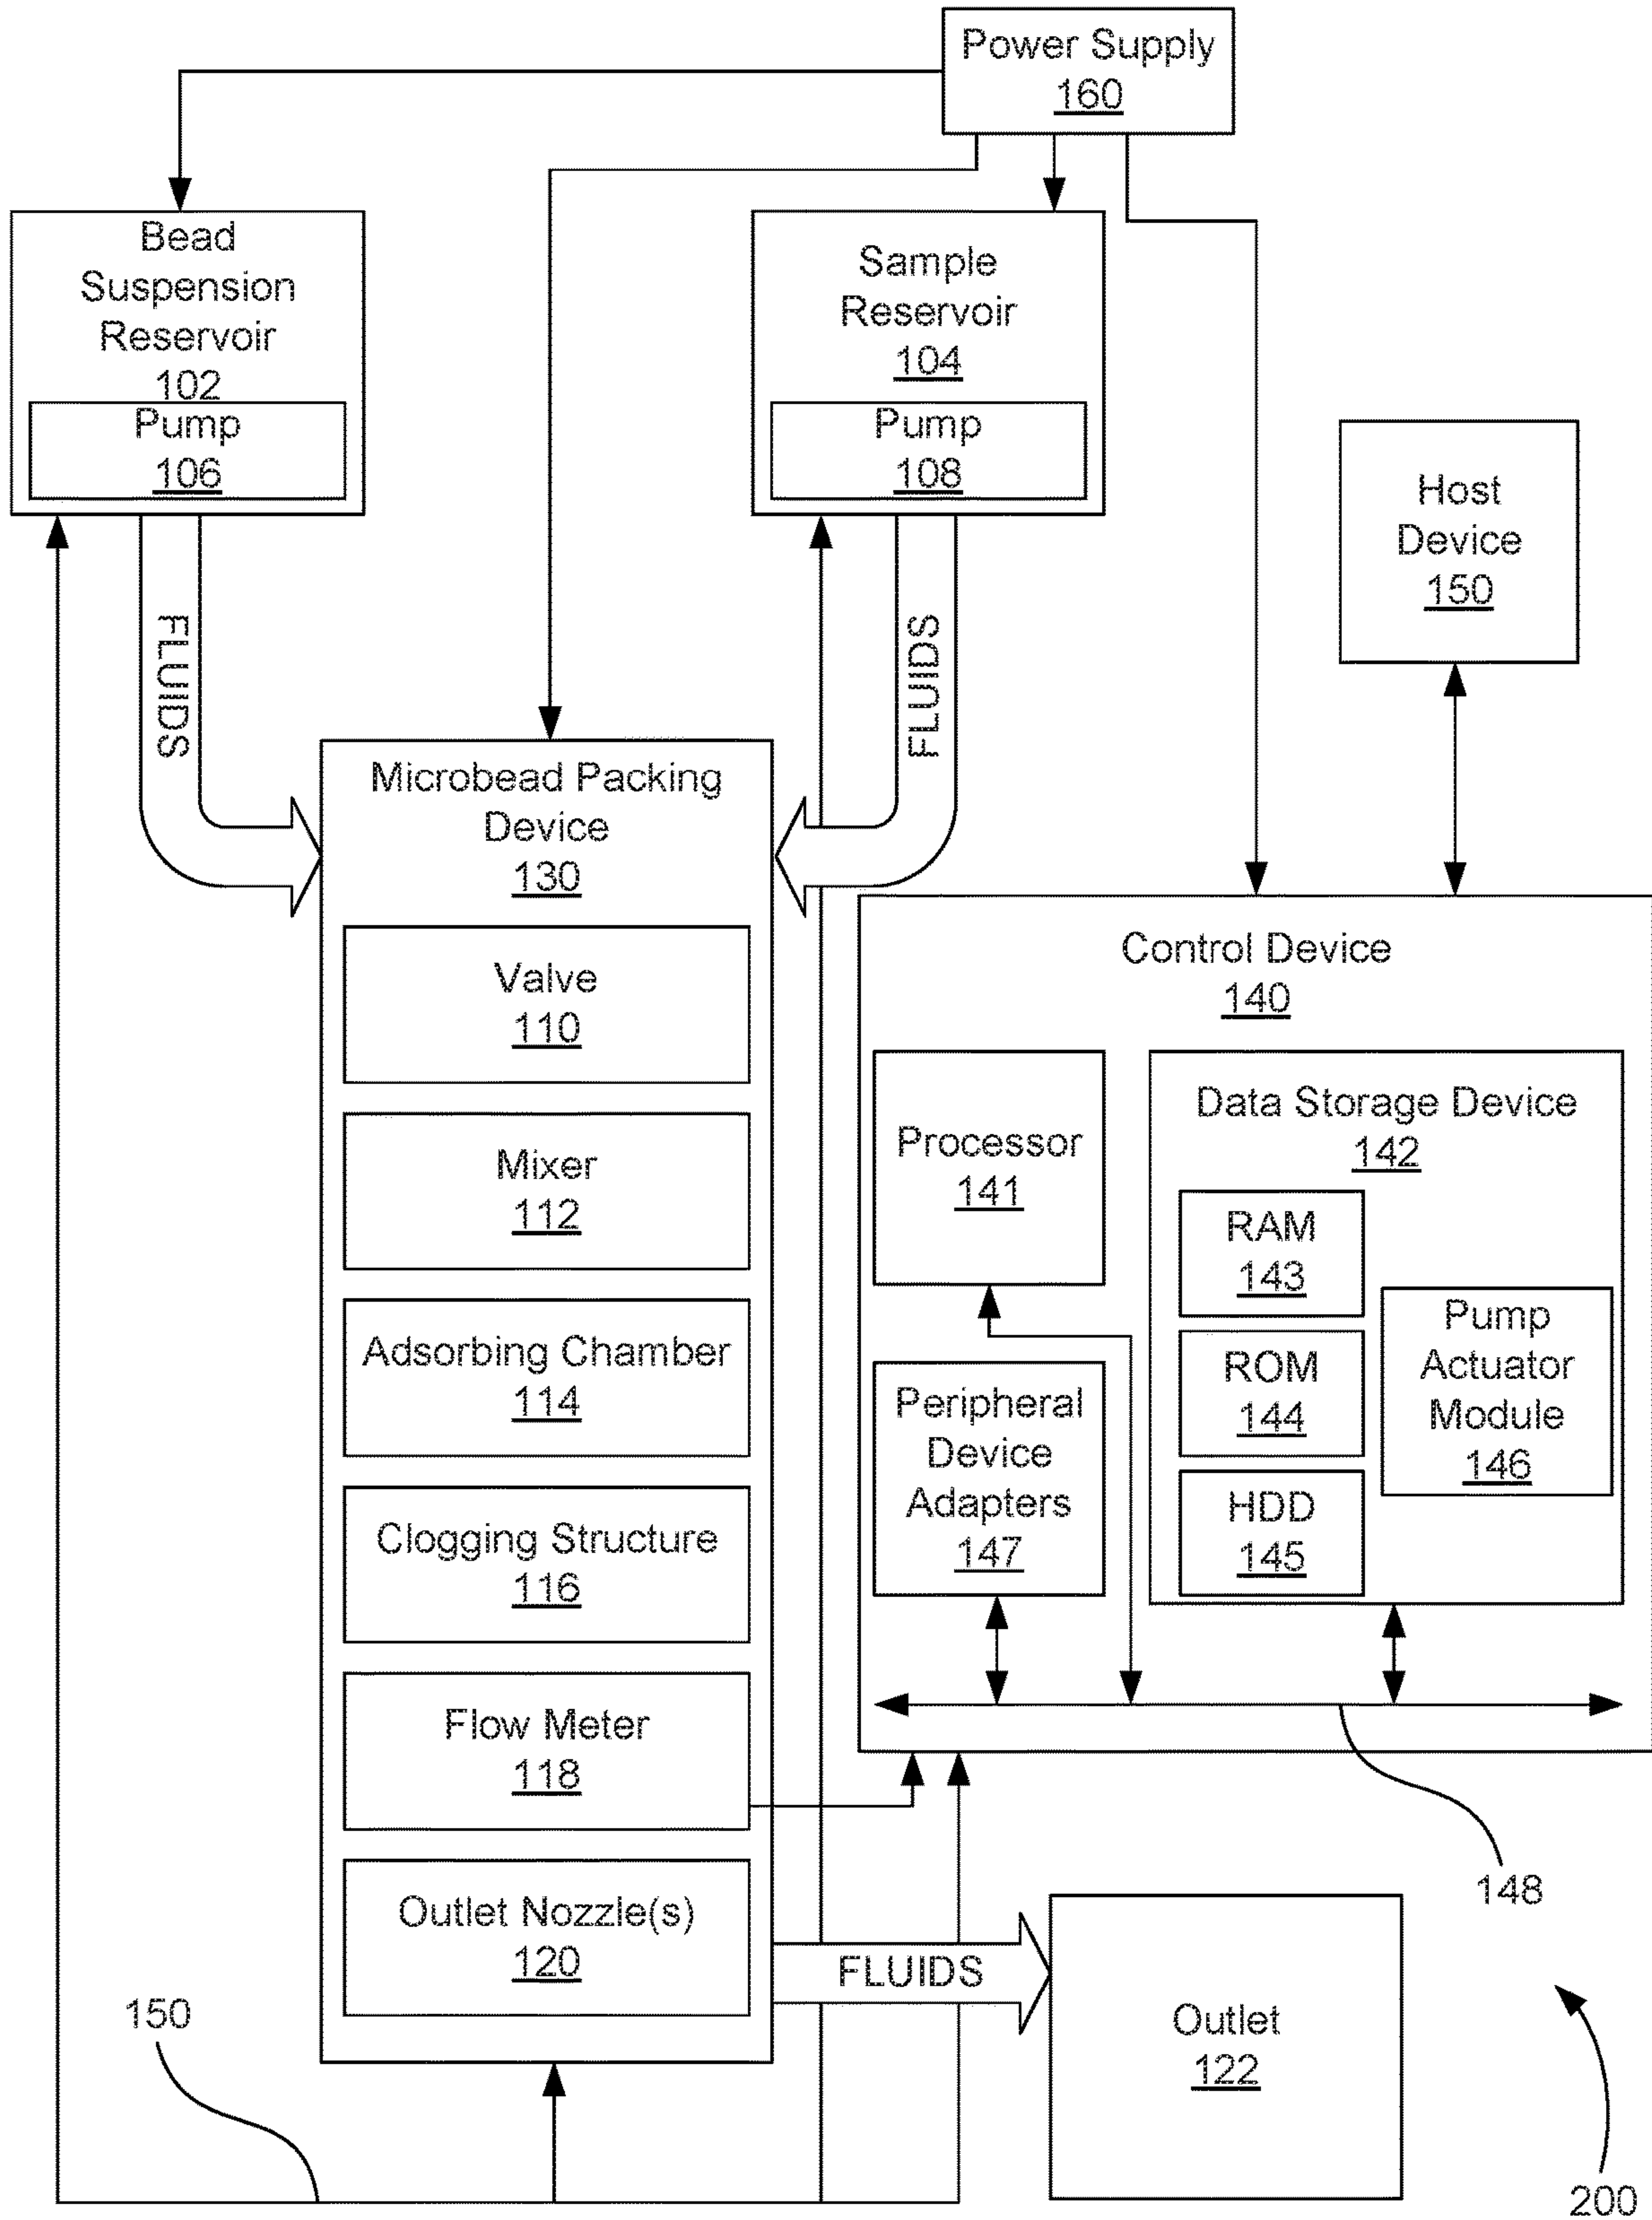 Power Supply
160
Bead
Suspension
Reservoir
102
Pump
106
Sample
Reservoir
104
Pump
108
Host
Device
150
FLUIDS
FLUIDS
Microbead Packing
Device
130
Valve
110
Mixer
112
Adsorbing Chamber
114
Clogging Structure
116
Flow Meter
118
Outlet Nozzle(s)
120
Control Device
140
Processor
141
Peripheral
Device
Adapters
147
Data Storage Device
142
RAM
143
ROM
144
HDD
145
Pump
Actuator
Module
146
148
FLUIDS
Outlet
122
150
200